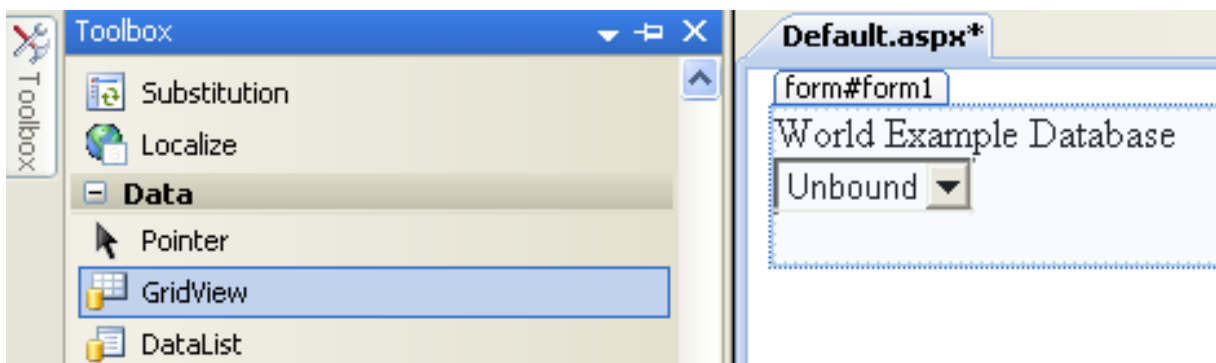 Toolbox
Toolbox
Substitution
Localize
Data
Pointer
GridView
DataList
Default.aspx*
form#form1
World Example Database
Unbound